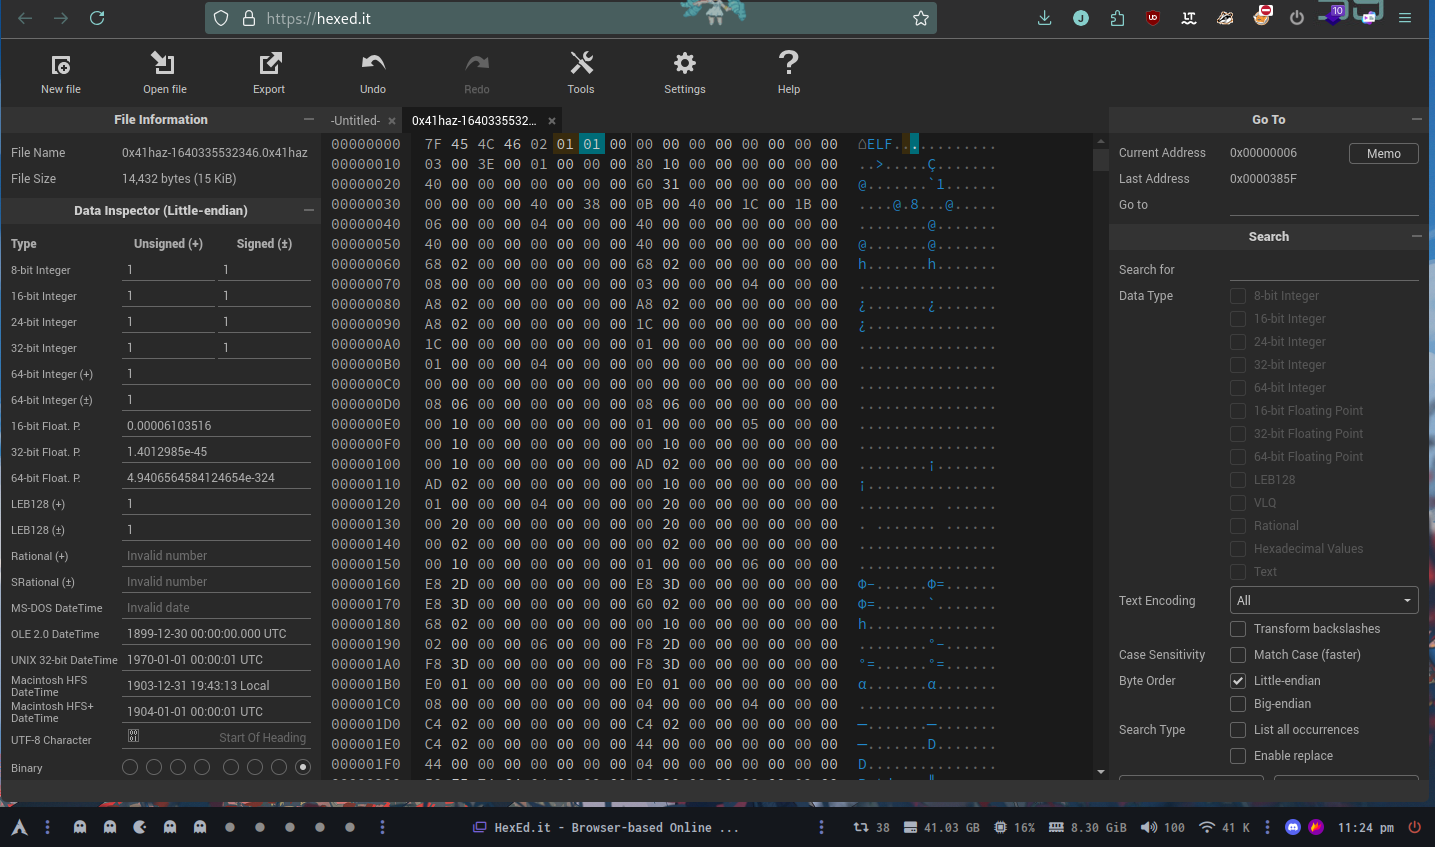 https://hexed.it
10
New file
Open file
Export
Undo
Redo
Tools
Settings
Help
File Information
File Name 0x41haz-1640335532346.0x41haz
File Size 14,432 bytes (15 KiB)
Data Inspector (Little-endian)
Type Unsigned (+) Signed (±)
8-bit Integer 1 1
16-bit Integer 1 1
24-bit Integer 1 1
32-bit Integer 1 1
64-bit Integer (+) 1
64-bit Integer (±) 1
16-bit Float. P. 0.00006103516
32-bit Float. P. 1.4012985e-45
64-bit Float. P. 4.9406564584124654e-324
LEB128 (+) 1
LEB128 (±) 1
Rational (+) Invalid number
SRational (±) Invalid number
MS-DOS DateTime Invalid date
OLE 2.0 DateTime 1899-12-30 00:00:00.000 UTC
UNIX 32-bit DateTime 1970-01-01 00:00:01 UTC
Macintosh HFS DateTime 1903-12-31 19:43:13 Local
Macintosh HFS+ DateTime 1904-01-01 00:00:01 UTC
UTF-8 Character Start Of Heading
Binary
-Untitled- ×
0x41haz-1640335532... ×
00000000 7F 45 4C 46 02 01 01 00 00 00 00 00 00 00 00 00 ⌂ELF............
00000010 03 00 3E 00 01 00 00 00 80 10 00 00 00 00 00 00 ..>.....Ç.......
00000020 40 00 00 00 00 00 00 00 60 31 00 00 00 00 00 00 @.......`1......
00000030 00 00 00 00 40 00 38 00 0B 00 40 00 1C 00 1B 00 ....@.8...@.....
00000040 06 00 00 00 04 00 00 00 40 00 00 00 00 00 00 00 ........@.......
00000050 40 00 00 00 00 00 00 00 40 00 00 00 00 00 00 00 @.......@.......
00000060 68 02 00 00 00 00 00 00 68 02 00 00 00 00 00 00 h.......h.......
00000070 08 00 00 00 00 00 00 00 03 00 00 00 04 00 00 00 ................
00000080 A8 02 00 00 00 00 00 00 A8 02 00 00 00 00 00 00 ¿.......¿.......
00000090 A8 02 00 00 00 00 00 00 1C 00 00 00 00 00 00 00 ¿...............
000000A0 1C 00 00 00 00 00 00 00 01 00 00 00 00 00 00 00 ................
000000B0 01 00 00 00 04 00 00 00 00 00 00 00 00 00 00 00 ................
000000C0 00 00 00 00 00 00 00 00 00 00 00 00 00 00 00 00 ................
000000D0 08 06 00 00 00 00 00 00 08 06 00 00 00 00 00 00 ................
000000E0 00 10 00 00 00 00 00 00 01 00 00 00 05 00 00 00 ................
000000F0 00 10 00 00 00 00 00 00 00 10 00 00 00 00 00 00 ................
00000100 00 10 00 00 00 00 00 00 AD 02 00 00 00 00 00 00 ........¡.......
00000110 AD 02 00 00 00 00 00 00 00 10 00 00 00 00 00 00 ¡...............
00000120 01 00 00 00 04 00 00 00 00 20 00 00 00 00 00 00 ......... ......
00000130 00 20 00 00 00 00 00 00 00 20 00 00 00 00 00 00 . ....... ......
00000140 00 02 00 00 00 00 00 00 00 02 00 00 00 00 00 00 ................
00000150 00 10 00 00 00 00 00 00 01 00 00 00 06 00 00 00 ................
00000160 E8 2D 00 00 00 00 00 00 E8 3D 00 00 00 00 00 00 Φ-......Φ=......
00000170 E8 3D 00 00 00 00 00 00 60 02 00 00 00 00 00 00 Φ=......`.......
00000180 68 02 00 00 00 00 00 00 00 10 00 00 00 00 00 00 h...............
00000190 02 00 00 00 06 00 00 00 F8 2D 00 00 00 00 00 00 ........°-......
000001A0 F8 3D 00 00 00 00 00 00 F8 3D 00 00 00 00 00 00 °=......°=......
000001B0 E0 01 00 00 00 00 00 00 E0 01 00 00 00 00 00 00 α.......α.......
000001C0 08 00 00 00 00 00 00 00 04 00 00 00 04 00 00 00 ................
000001D0 C4 02 00 00 00 00 00 00 C4 02 00 00 00 00 00 00 ─.......─.......
000001E0 C4 02 00 00 00 00 00 00 44 00 00 00 00 00 00 00 ─.......D.......
000001F0 44 00 00 00 00 00 00 00 04 00 00 00 00 00 00 00 D...............
Go To
Current Address 0x00000006 Memo
Last Address 0x0000385F
Go to
Search
Search for
Data Type 8-bit Integer
16-bit Integer
24-bit Integer
32-bit Integer
64-bit Integer
16-bit Floating Point
32-bit Floating Point
64-bit Floating Point
LEB128
VLQ
Rational
Hexadecimal Values
Text
Text Encoding All
Transform backslashes
Case Sensitivity Match Case (faster)
Byte Order Little-endian
Big-endian
Search Type List all occurrences
Enable replace
HexEd.it - Browser-based Online ...
38 41.03 GB 16% 8.30 GiB 100 41 K 11:24 pm